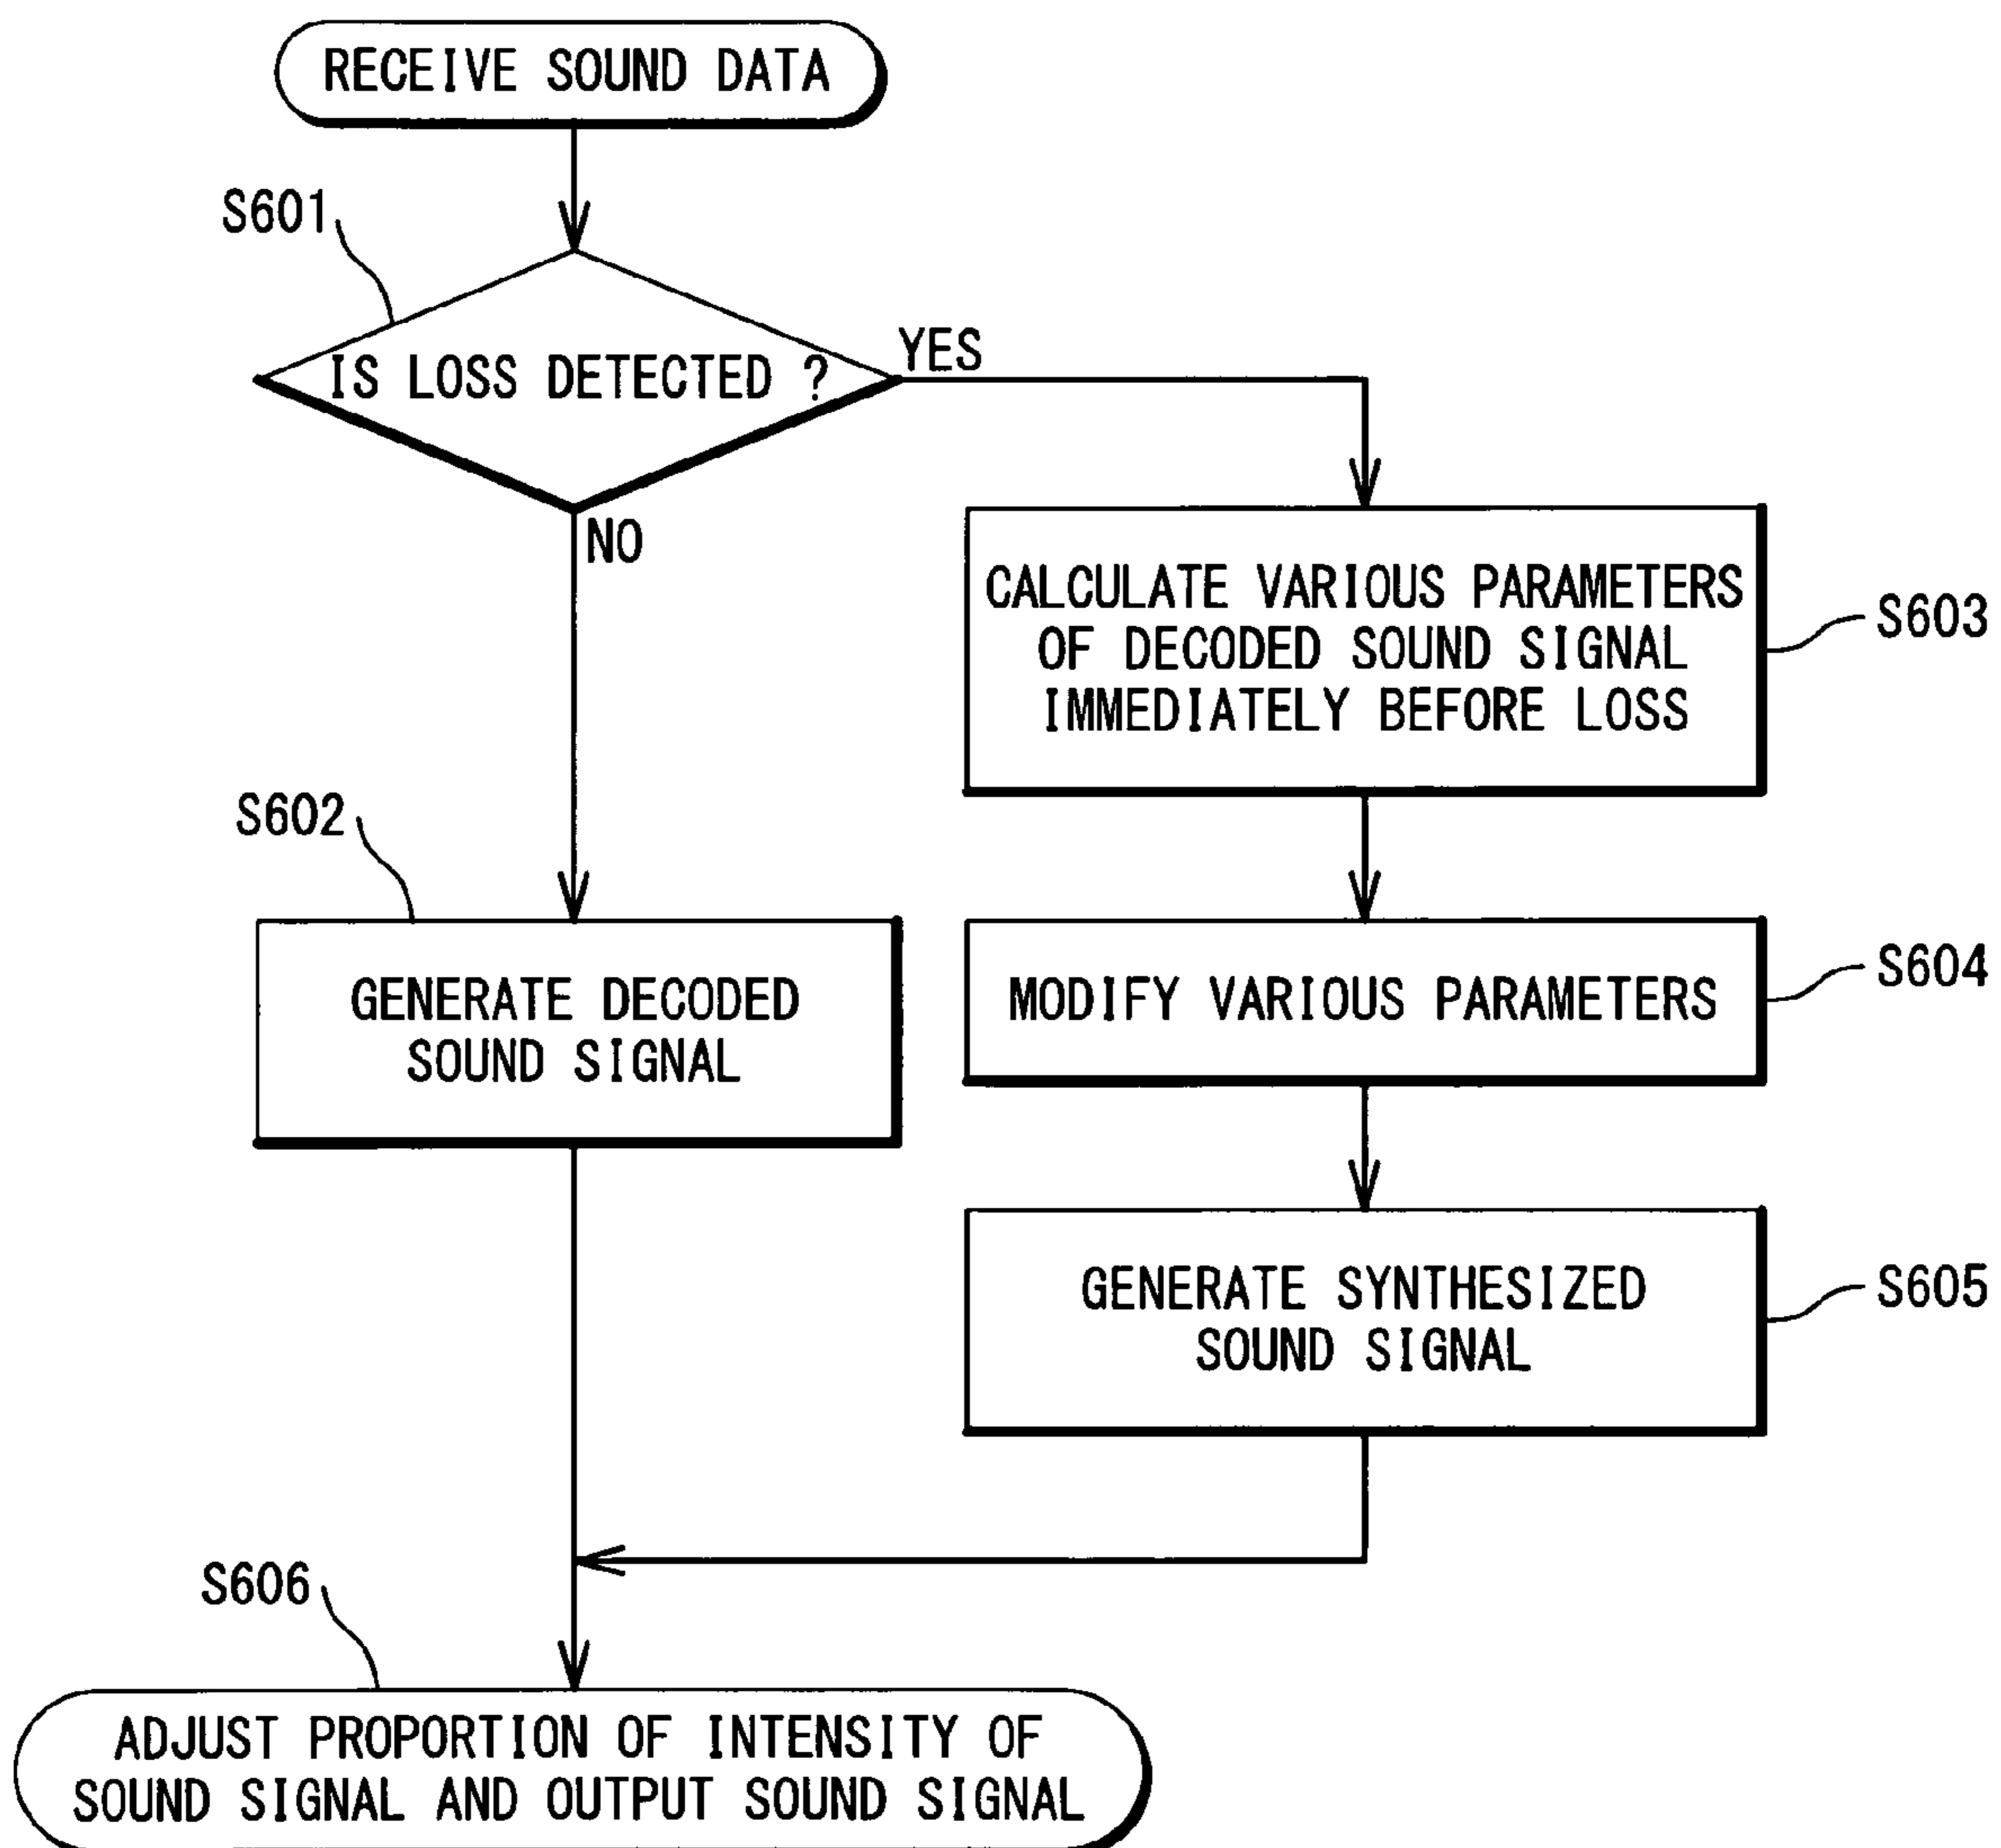 RECEIVE SOUND DATA
S601
IS LOSS DETECTED ?
YES
NO
CALCULATE VARIOUS PARAMETERS
OF DECODED SOUND SIGNAL
IMMEDIATELY BEFORE LOSS
S603
S602
GENERATE DECODED
SOUND SIGNAL
MODIFY VARIOUS PARAMETERS
S604
GENERATE SYNTHESIZED
SOUND SIGNAL
S605
S606
ADJUST PROPORTION OF INTENSITY OF
SOUND SIGNAL AND OUTPUT SOUND SIGNAL